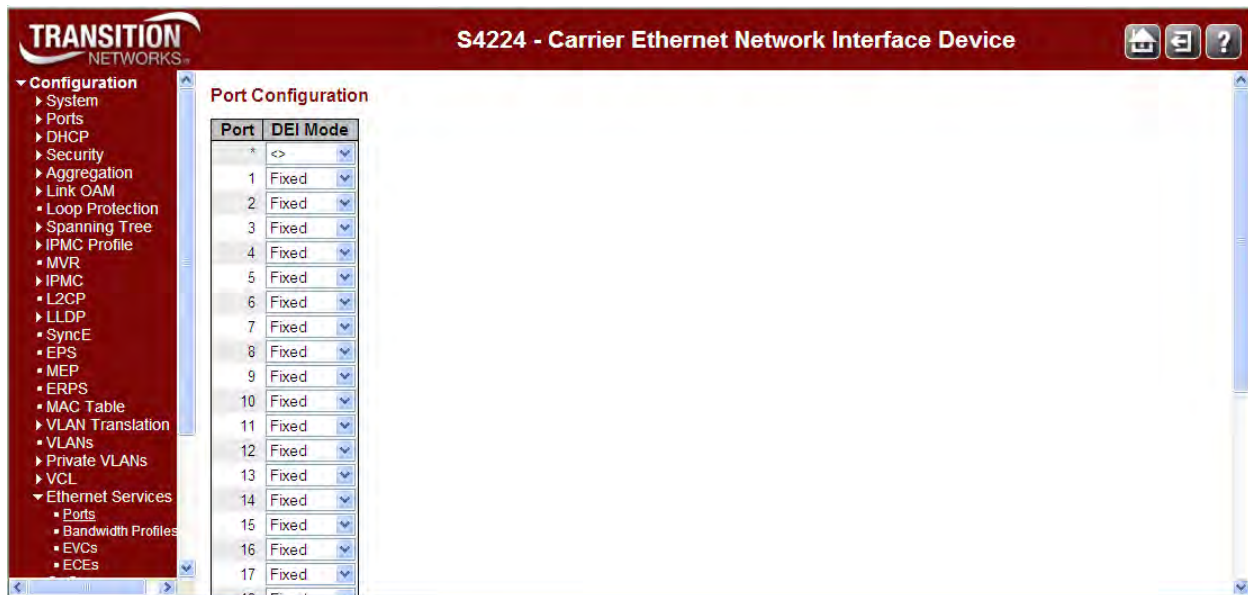 TRANSITION
NETWORKS
S4224 - Carrier Ethernet Network Interface Device
?
Configuration
System
Ports
DHCP
Security
Aggregation
Link OAM
Loop Protection
Spanning Tree
IPMC Profile
MVR
IPMC
L2CP
LLDP
SyncE
EPS
MEP
ERPS
MAC Table
VLAN Translation
VLANs
Private VLANs
VCL
Ethernet Services
Ports
Bandwidth Profiles
EVCs
ECEs
Port Configuration
Port DEI Mode
* <>
1 Fixed
2 Fixed
3 Fixed
4 Fixed
5 Fixed
6 Fixed
7 Fixed
8 Fixed
9 Fixed
10 Fixed
11 Fixed
12 Fixed
13 Fixed
14 Fixed
15 Fixed
16 Fixed
17 Fixed